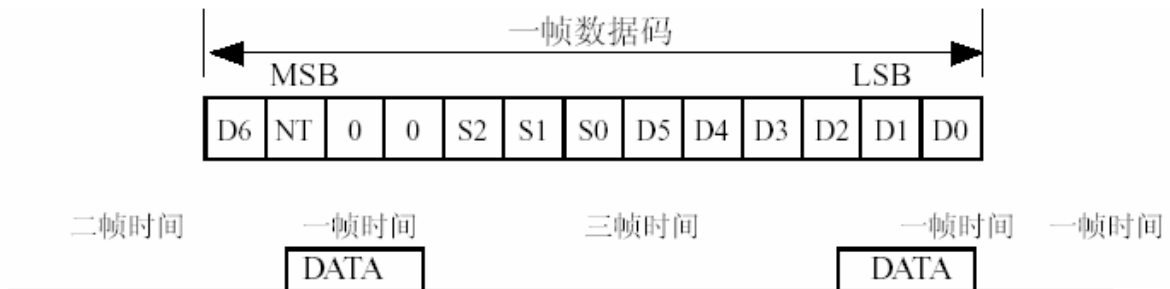 一帧数据码
MSB LSB
D6 NT 0 0 S2 S1 S0 D5 D4 D3 D2 D1 D0
二帧时间 一帧时间 三帧时间 一帧时间 一帧时间
DATA DATA